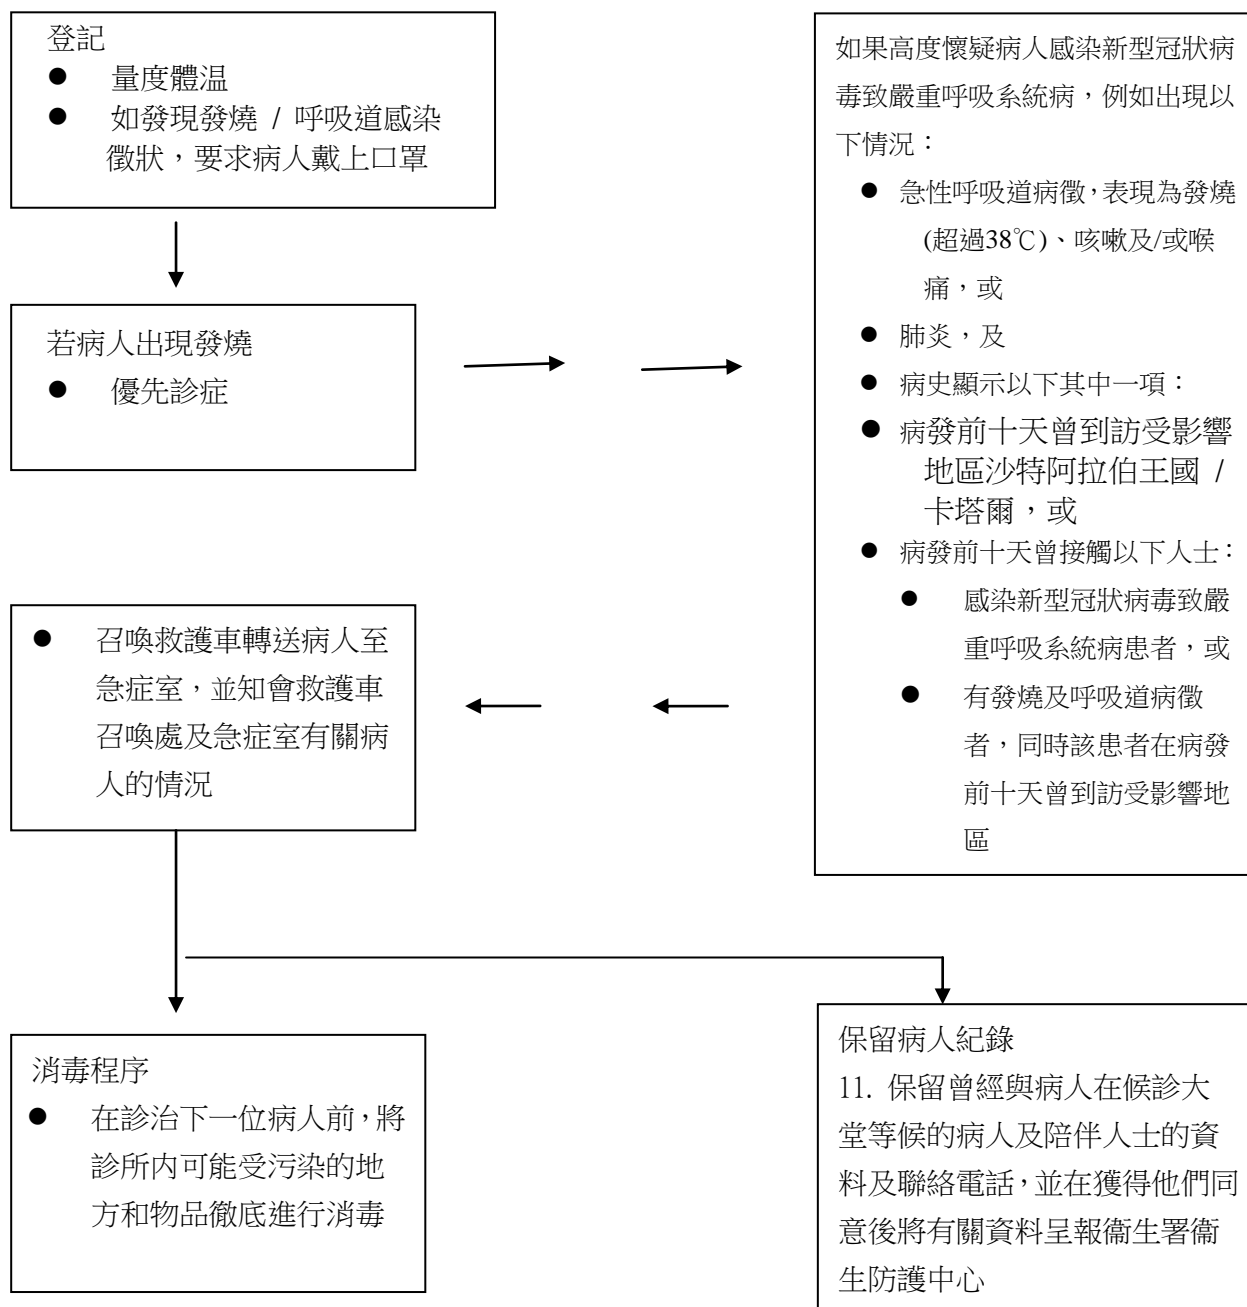 登記
● 量度體温
● 如發現發燒 / 呼吸道感染
徵狀，要求病人戴上口罩
若病人出現發燒
● 優先診症
如果高度懷疑病人感染新型冠狀病
毒致嚴重呼吸系統病，例如出現以
下情況：
● 急性呼吸道病徵，表現為發燒
(超過38℃)、咳嗽及/或喉
痛，或
● 肺炎，及
● 病史顯示以下其中一項：
● 病發前十天曾到訪受影響
地區沙特阿拉伯王國 /
卡塔爾，或
● 病發前十天曾接觸以下人士：
● 感染新型冠狀病毒致嚴
重呼吸系統病患者，或
● 有發燒及呼吸道病徵
者，同時該患者在病發
前十天曾到訪受影響地
區
● 召喚救護車轉送病人至
急症室，並知會救護車
召喚處及急症室有關病
人的情況
消毒程序
● 在診治下一位病人前，將
診所内可能受污染的地
方和物品徹底進行消毒
保留病人紀錄
11. 保留曾經與病人在候診大
堂等候的病人及陪伴人士的資
料及聯絡電話，並在獲得他們同
意後將有關資料呈報衞生署衞
生防護中心